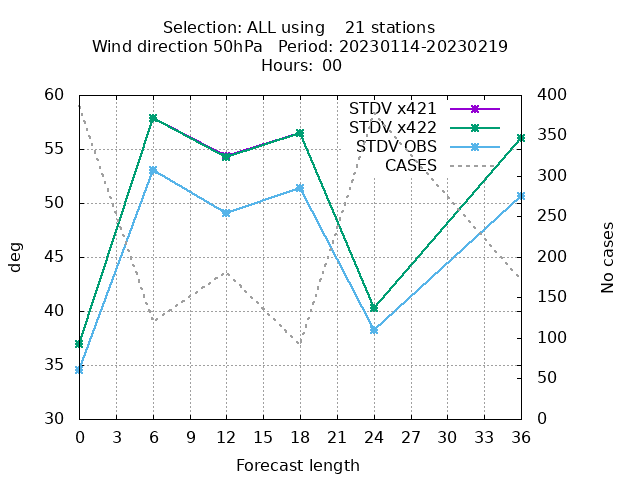 Selection: ALL using    21 stations
Wind direction 50hPa   Period: 20230114-20230219
Hours:  00
60 400
STDV x421
STDV x422
STDV OBS
CASES
55 350
50 300
45 250
40 200
35 150
30 100
50
0
deg
No cases
0 3 6 9 12 15 18 21 24 27 30 33 36
Forecast length